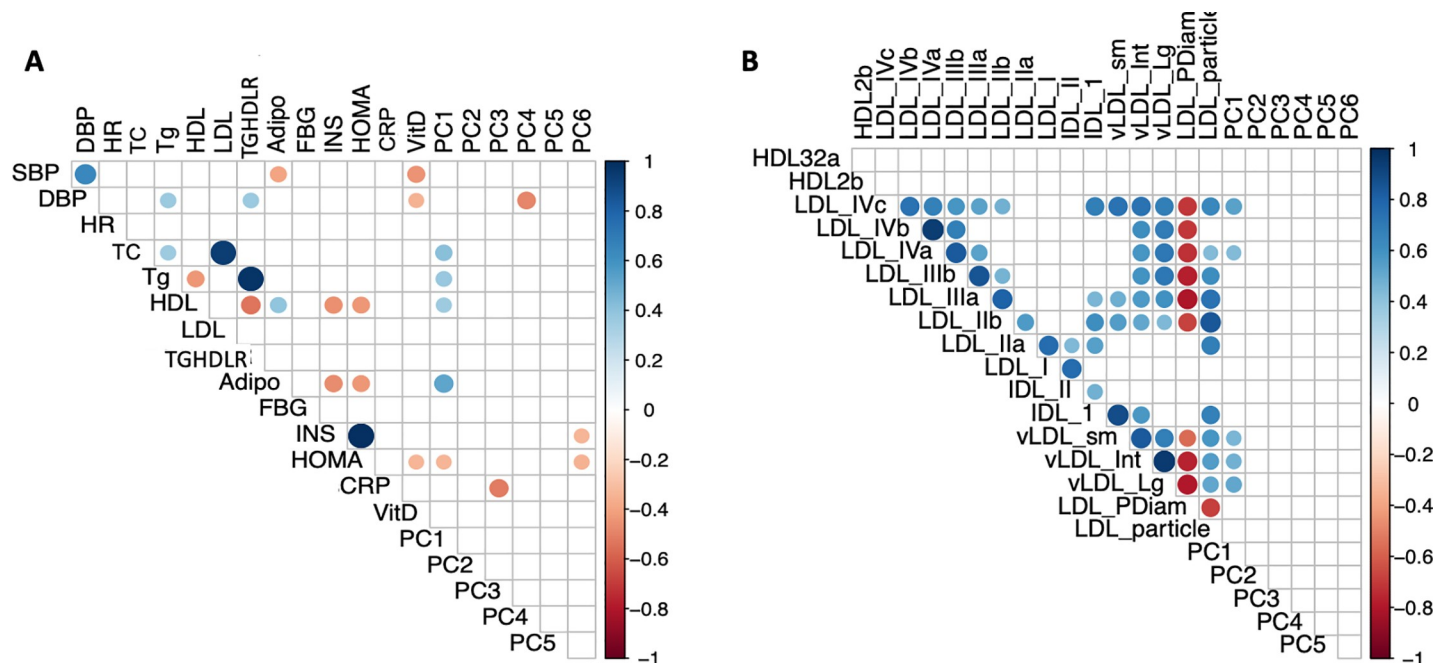 A
DBP
HR
TC
Tg
HDL
LDL
TGHDLR
Adipo
FBG
INS
HOMA
CRP
VitD
PC1
PC2
PC3
PC4
PC5
PC6
SBP
DBP
HR
TC
Tg
HDL
LDL
TGHDLR
Adipo
FBG
INS
HOMA
CRP
VitD
PC1
PC2
PC3
PC4
PC5
1
0.8
0.6
0.4
0.2
0
−0.2
−0.4
−0.6
−0.8
−1
B
HDL2b
LDL_IVc
LDL_IVb
LDL_IVa
LDL_IIIb
LDL_IIIa
LDL_IIb
LDL_IIa
LDL_I
IDL_II
IDL_1
vLDL_sm
vLDL_Int
vLDL_Lg
LDL_PDiam
LDL_particle
PC1
PC2
PC3
PC4
PC5
PC6
HDL32a
HDL2b
LDL_IVc
LDL_IVb
LDL_IVa
LDL_IIIb
LDL_IIIa
LDL_IIb
LDL_IIa
LDL_I
IDL_II
IDL_1
vLDL_sm
vLDL_Int
vLDL_Lg
LDL_PDiam
LDL_particle
PC1
PC2
PC3
PC4
PC5
1
0.8
0.6
0.4
0.2
0
−0.2
−0.4
−0.6
−0.8
−1